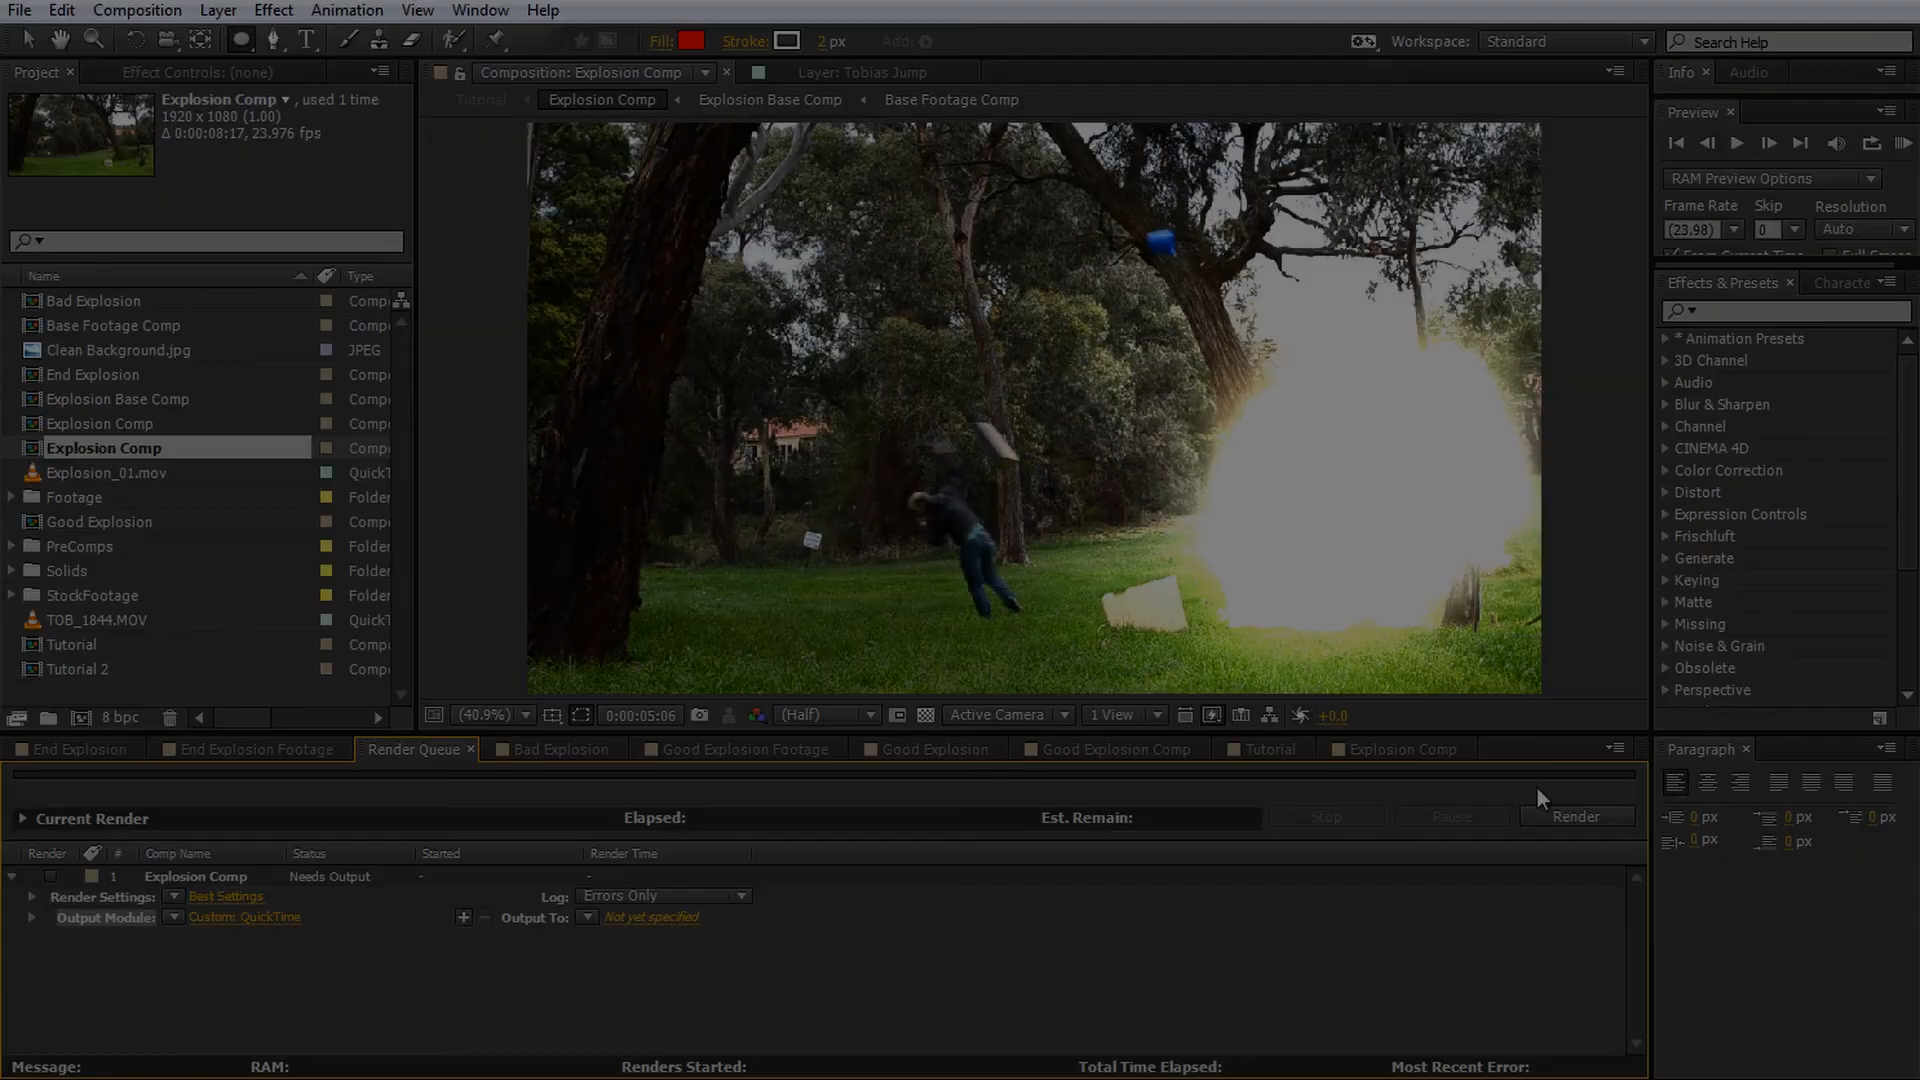 File Edit Composition Layer Effect Animation View Window Help
Fill: Stroke: 2 px Add: Workspace: Standard Search Help
Project × Effect Controls: (none) Composition: Explosion Comp × Layer: Tobias Jump Info × Audio
Explosion Comp ▾ , used 1 time
1920 x 1080 (1.00)
Δ 0:00:08:17, 23.976 fps
Tutorial Explosion Comp Explosion Base Comp Base Footage Comp
Preview ×
RAM Preview Options
Frame Rate Skip Resolution
(23.98) 0 Auto
From Current Time
Effects & Presets × Characte
Name Type
Bad Explosion Comp
Base Footage Comp Comp
Clean Background.jpg JPEG
End Explosion Comp
Explosion Base Comp Comp
Explosion Comp Comp
Explosion Comp Comp
Explosion_01.mov QuickT
Footage Folder
Good Explosion Comp
PreComps Folder
Solids Folder
StockFootage Folder
TOB_1844.MOV QuickT
Tutorial Comp
Tutorial 2 Comp
8 bpc
* Animation Presets
3D Channel
Audio
Blur & Sharpen
Channel
CINEMA 4D
Color Correction
Distort
Expression Controls
Frischluft
Generate
Keying
Matte
Missing
Noise & Grain
Obsolete
Perspective
(40.9%) 0:00:05:06 (Half) Active Camera 1 View +0.0
End Explosion End Explosion Footage Render Queue × Bad Explosion Good Explosion Footage Good Explosion Good Explosion Comp Tutorial Explosion Comp
Paragraph ×
Current Render Elapsed: Est. Remain: Stop Pause Render
0 px 0 px 0 px
0 px 0 px
Render # Comp Name Status Started Render Time
1 Explosion Comp Needs Output - -
Render Settings: Best Settings Log: Errors Only
Output Module: Custom: QuickTime Output To: Not yet specified
Message: RAM: Renders Started: Total Time Elapsed: Most Recent Error: